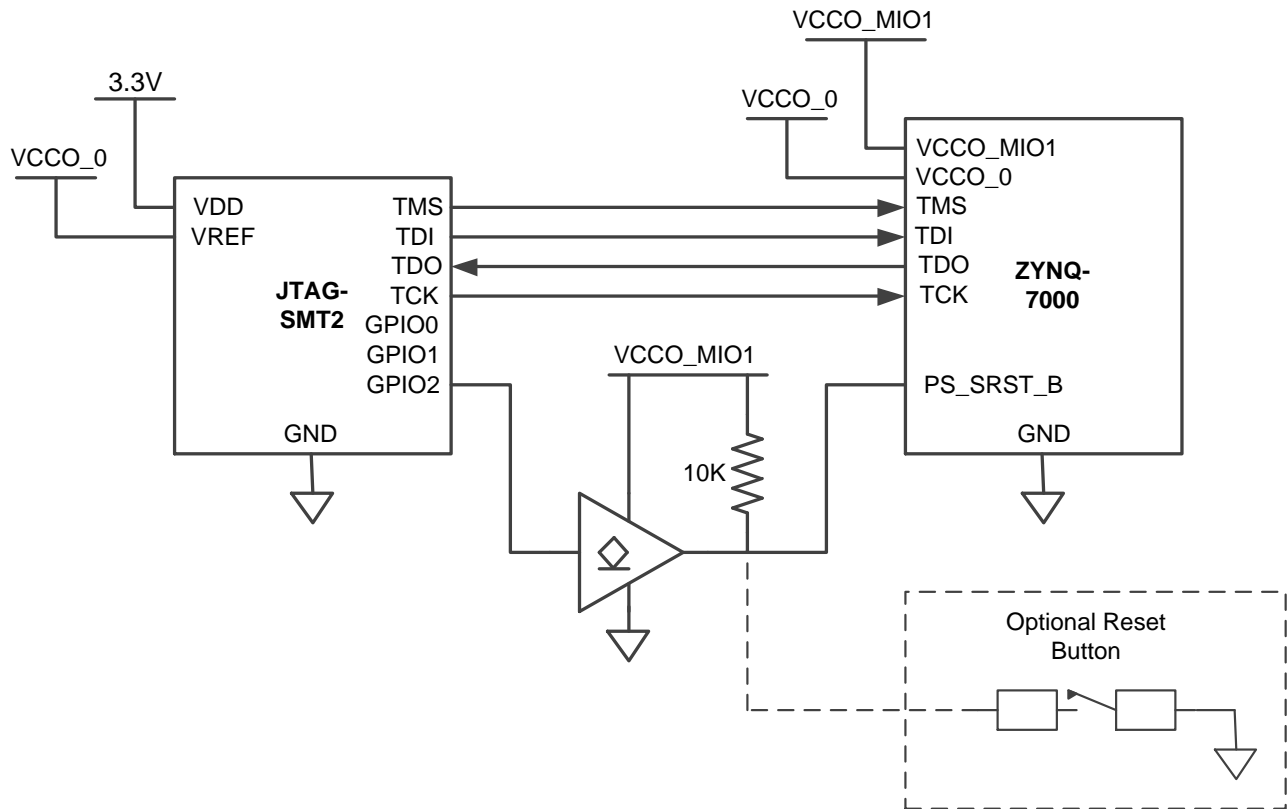 VCCO_MIO1
3.3V
VCCO_0
VCCO_0
VDD
VREF
TMS
TDI
TDO
TCK
GPIO0
GPIO1
GPIO2
JTAG-
SMT2
GND
VCCO_MIO1
VCCO_0
TMS
TDI
TDO
TCK
ZYNQ-
7000
PS_SRST_B
GND
VCCO_MIO1
10K
Optional Reset
Button